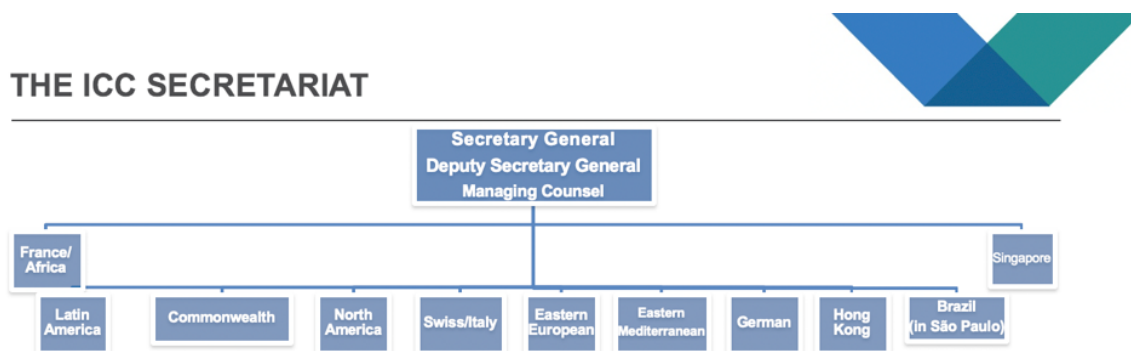 THE ICC SECRETARIAT
Secretary General
Deputy Secretary General
Managing Counsel
France/
Africa
Singapore
Latin
America
Commonwealth
North
America
Swiss/Italy
Eastern
European
Eastern
Mediterranean
German
Hong
Kong
Brazil
(in São Paulo)